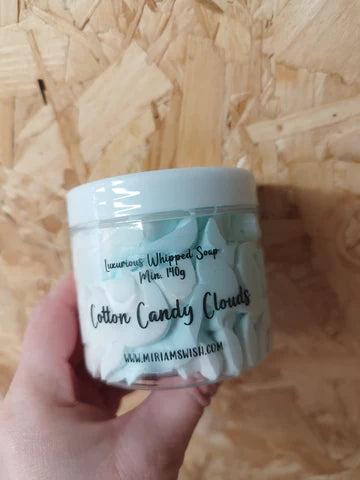 Luxurious Whipped Soap
Min. 140g
Cotton Candy Clouds
WWW.MIRIAMSWISH.COM